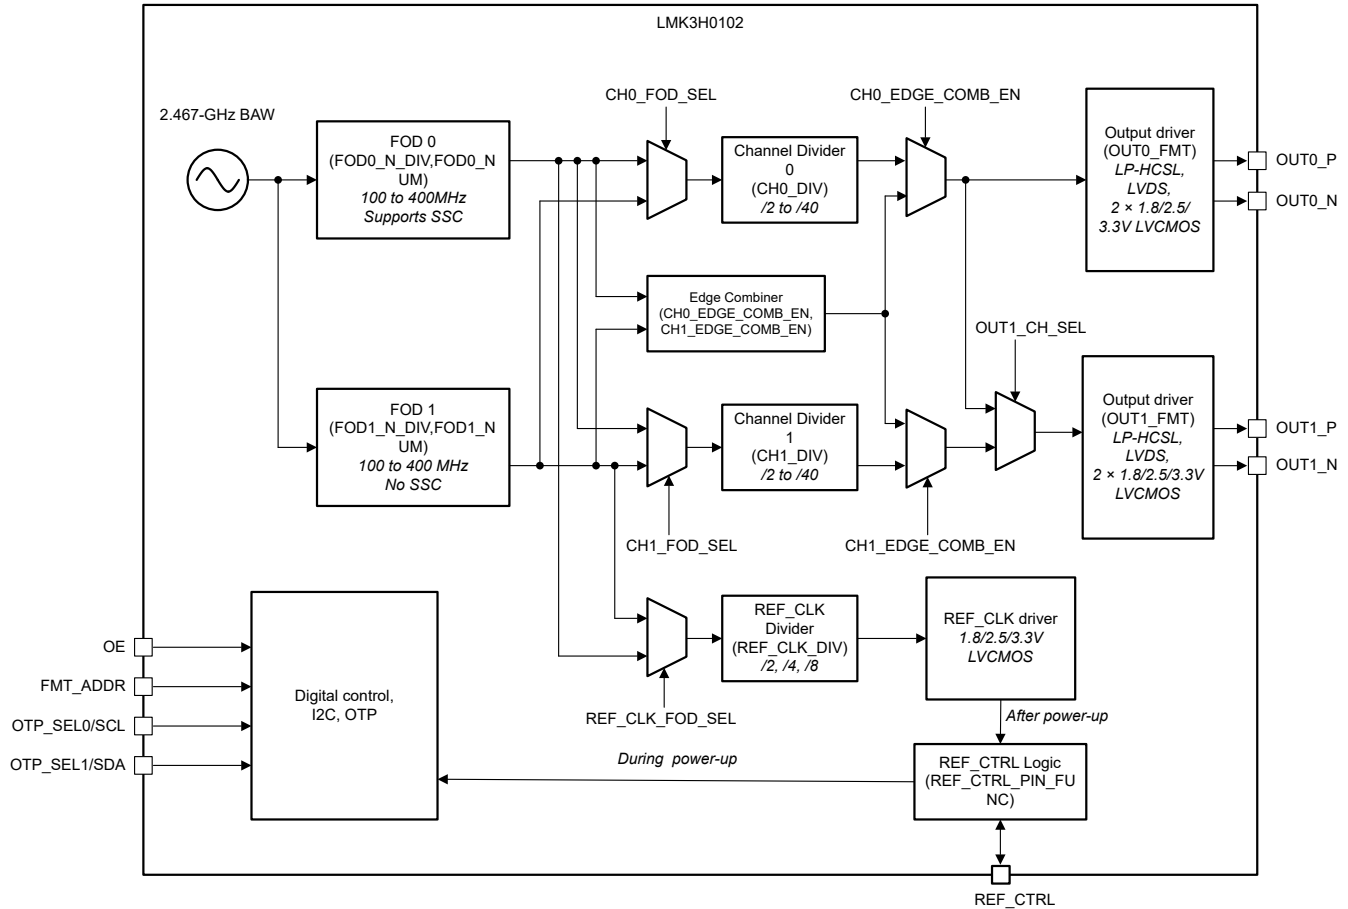 LMK3H0102
2.467-GHz BAW
FOD 0
(FOD0_N_DIV,FOD0_N
UM)
100 to 400MHz
Supports SSC
CH0_FOD_SEL
Channel Divider
0
(CH0_DIV)
/2 to /40
CH0_EDGE_COMB_EN
Output driver
(OUT0_FMT)
LP-HCSL,
LVDS,
2 × 1.8/2.5/
3.3V LVCMOS
OUT0_P
OUT0_N
Edge Combiner
(CH0_EDGE_COMB_EN,
CH1_EDGE_COMB_EN)
OUT1_CH_SEL
FOD 1
(FOD1_N_DIV,FOD1_N
UM)
100 to 400 MHz
No SSC
Channel Divider
1
(CH1_DIV)
/2 to /40
Output driver
(OUT1_FMT)
LP-HCSL,
LVDS,
2 × 1.8/2.5/3.3V
LVCMOS
OUT1_P
OUT1_N
CH1_FOD_SEL
CH1_EDGE_COMB_EN
OE
FMT_ADDR
OTP_SEL0/SCL
OTP_SEL1/SDA
Digital control,
I2C, OTP
REF_CLK
Divider
(REF_CLK_DIV)
/2, /4, /8
REF_CLK driver
1.8/2.5/3.3V
LVCMOS
REF_CLK_FOD_SEL
After power-up
During power-up
REF_CTRL Logic
(REF_CTRL_PIN_FU
NC)
REF_CTRL